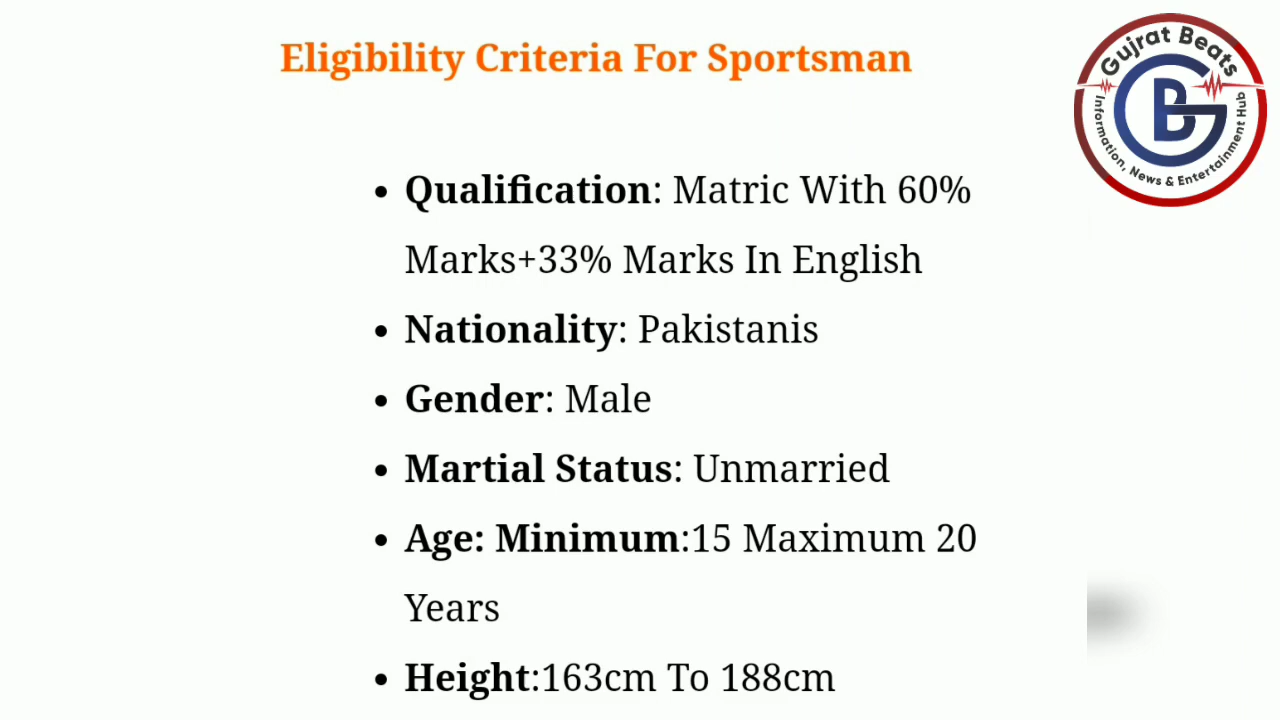 Eligibility Criteria For Sportsman
Gujrat Beats
GB
Information, News & Entertainment Hub
• Qualification: Matric With 60%
Marks+33% Marks In English
• Nationality: Pakistanis
• Gender: Male
• Martial Status: Unmarried
• Age: Minimum:15 Maximum 20
Years
• Height:163cm To 188cm